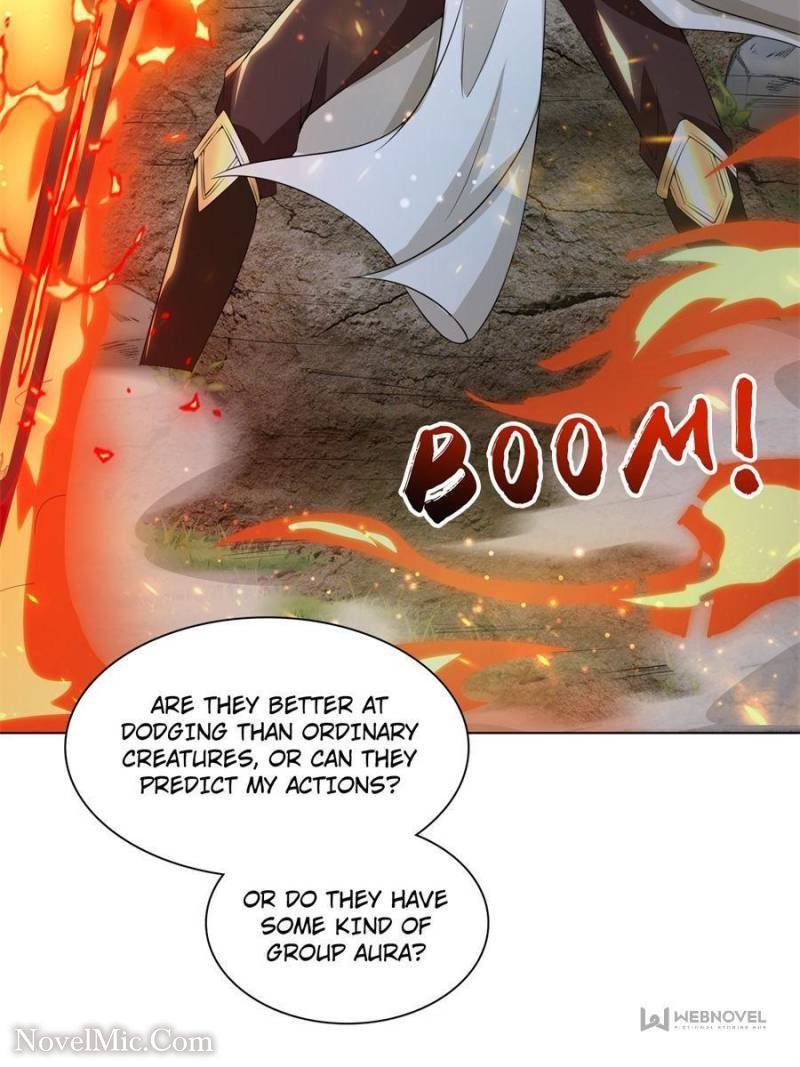 BOOM!
ARE THEY BETTER AT
DODGING THAN ORDINARY
CREATURES, OR CAN THEY
PREDICT MY ACTIONS?
OR DO THEY HAVE
SOME KIND OF
GROUP AURA?
WEBNOVEL
NovelMic.Com